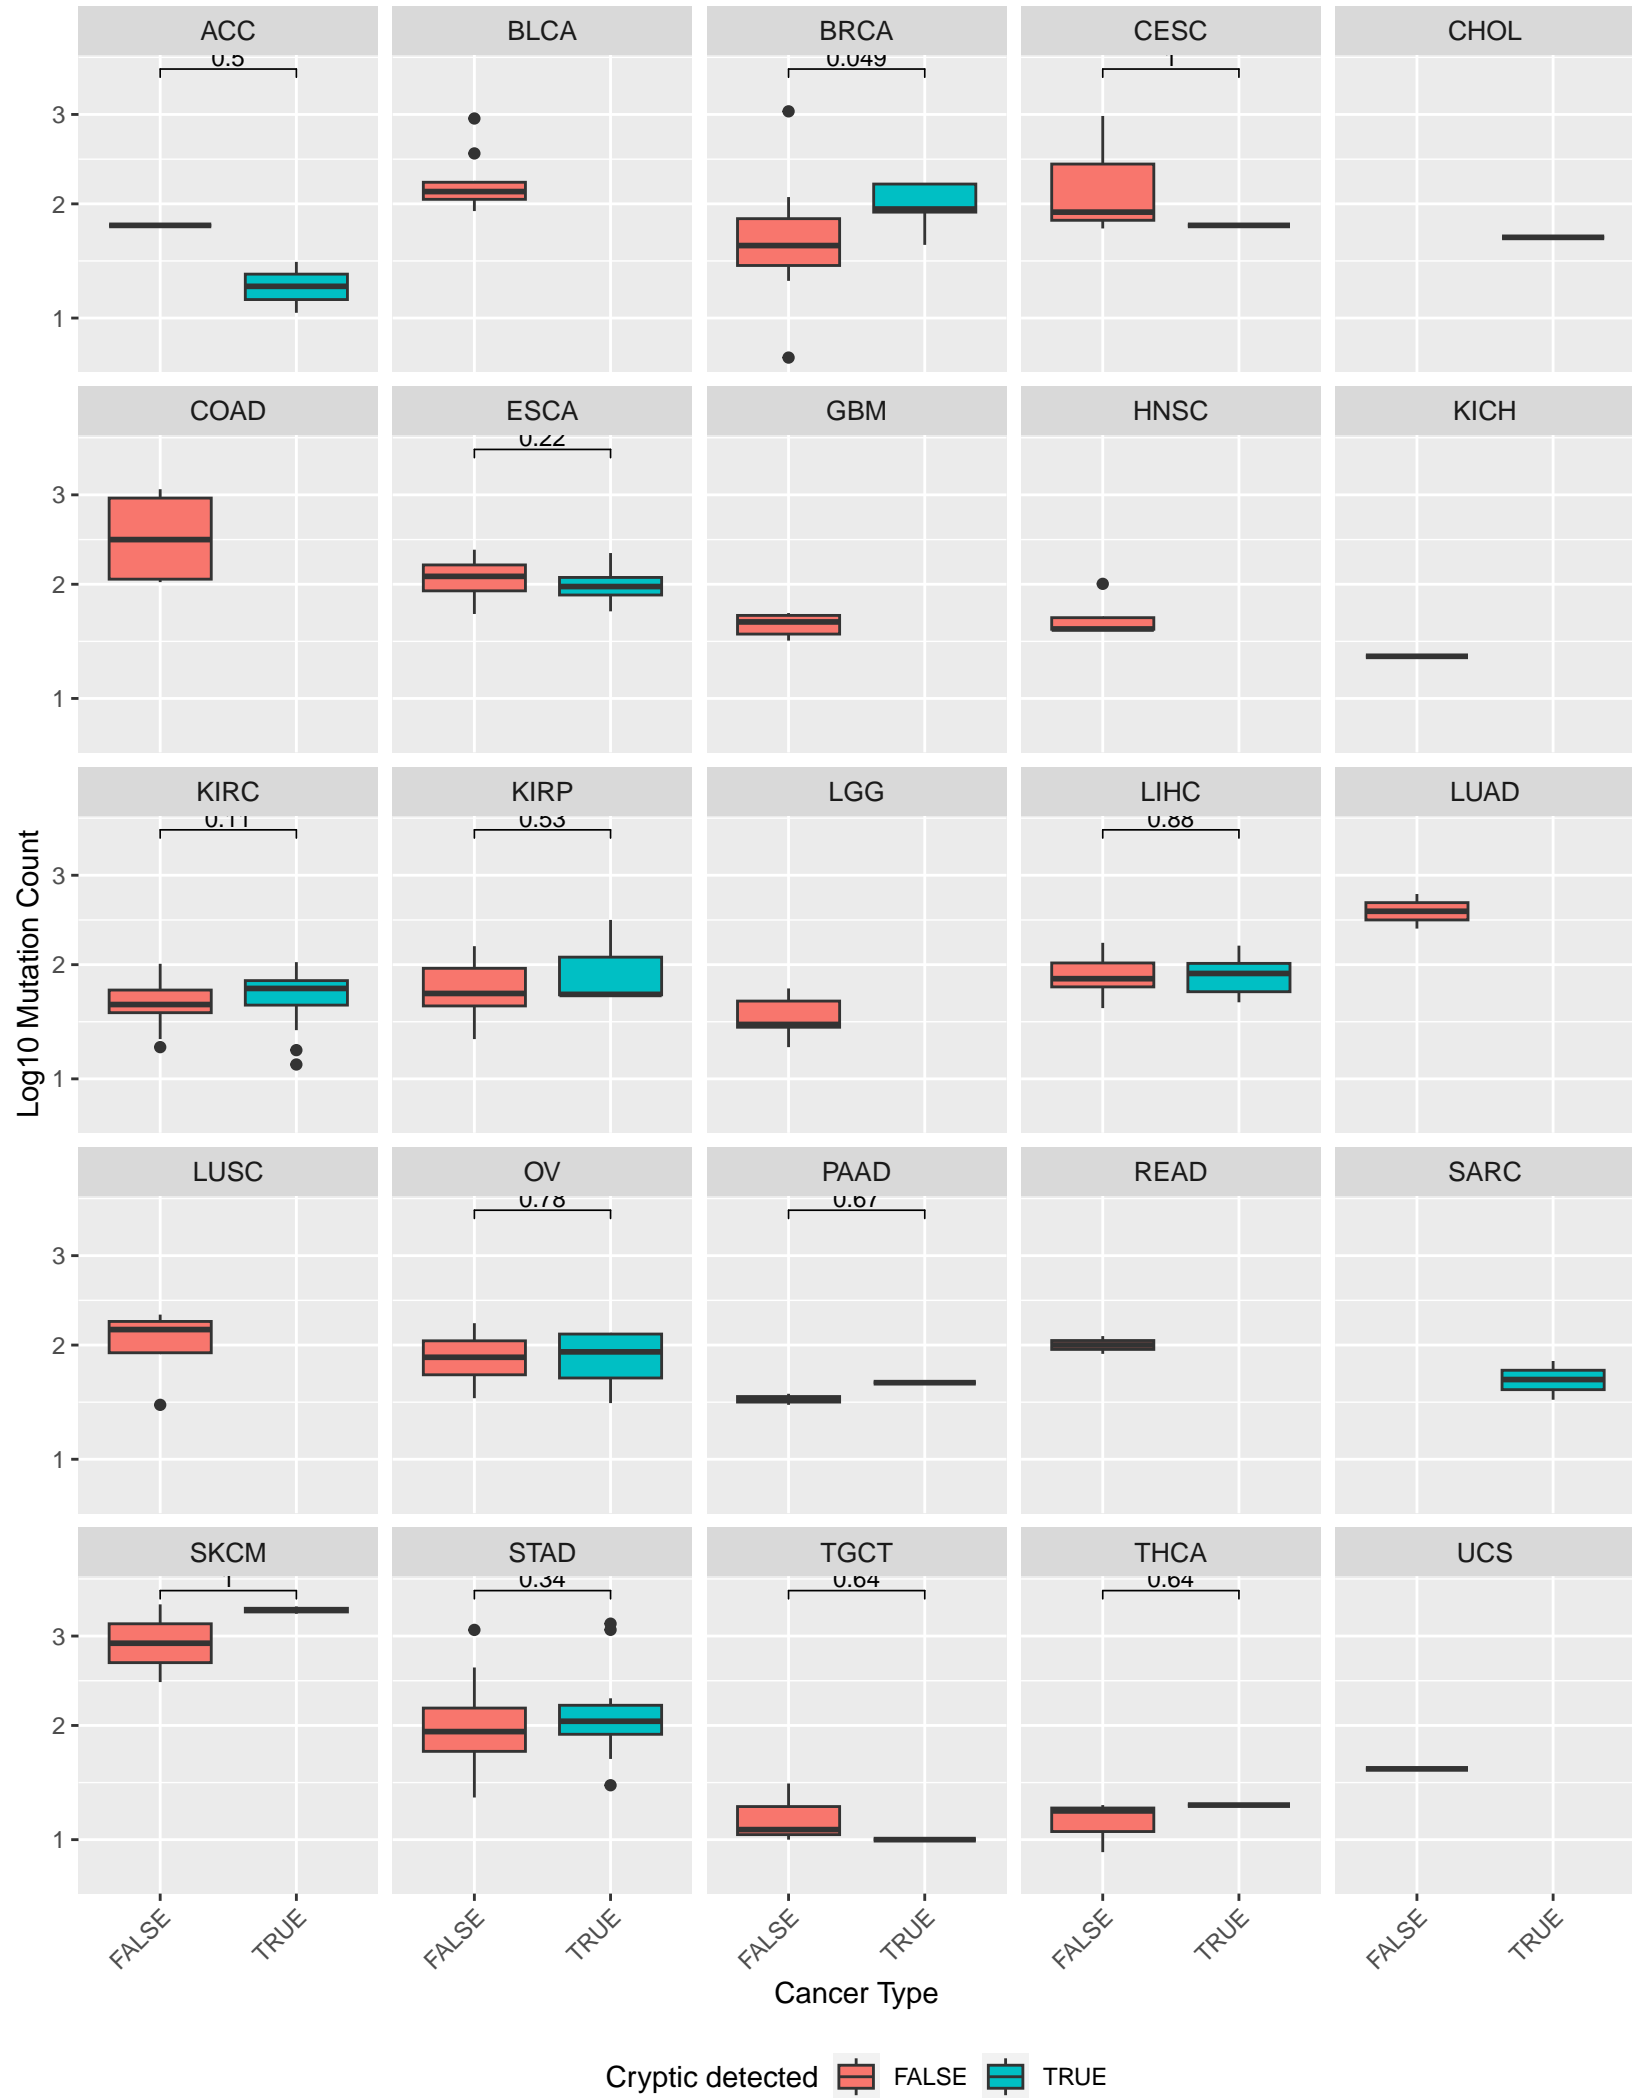 ACC BLCA BRCA CESC CHOL
0.5 0.049 1
3
2
1
COAD ESCA GBM HNSC KICH
0.22
3
2
1
KIRC KIRP LGG LIHC LUAD
0.11 0.53 0.88
3
2
1
LUSC OV PAAD READ SARC
0.78 0.67
3
2
1
SKCM STAD TGCT THCA UCS
1 0.34 0.64 0.64
3
2
1
Log10 Mutation Count
FALSE TRUE FALSE TRUE FALSE TRUE FALSE TRUE FALSE TRUE
Cancer Type
Cryptic detected FALSE TRUE